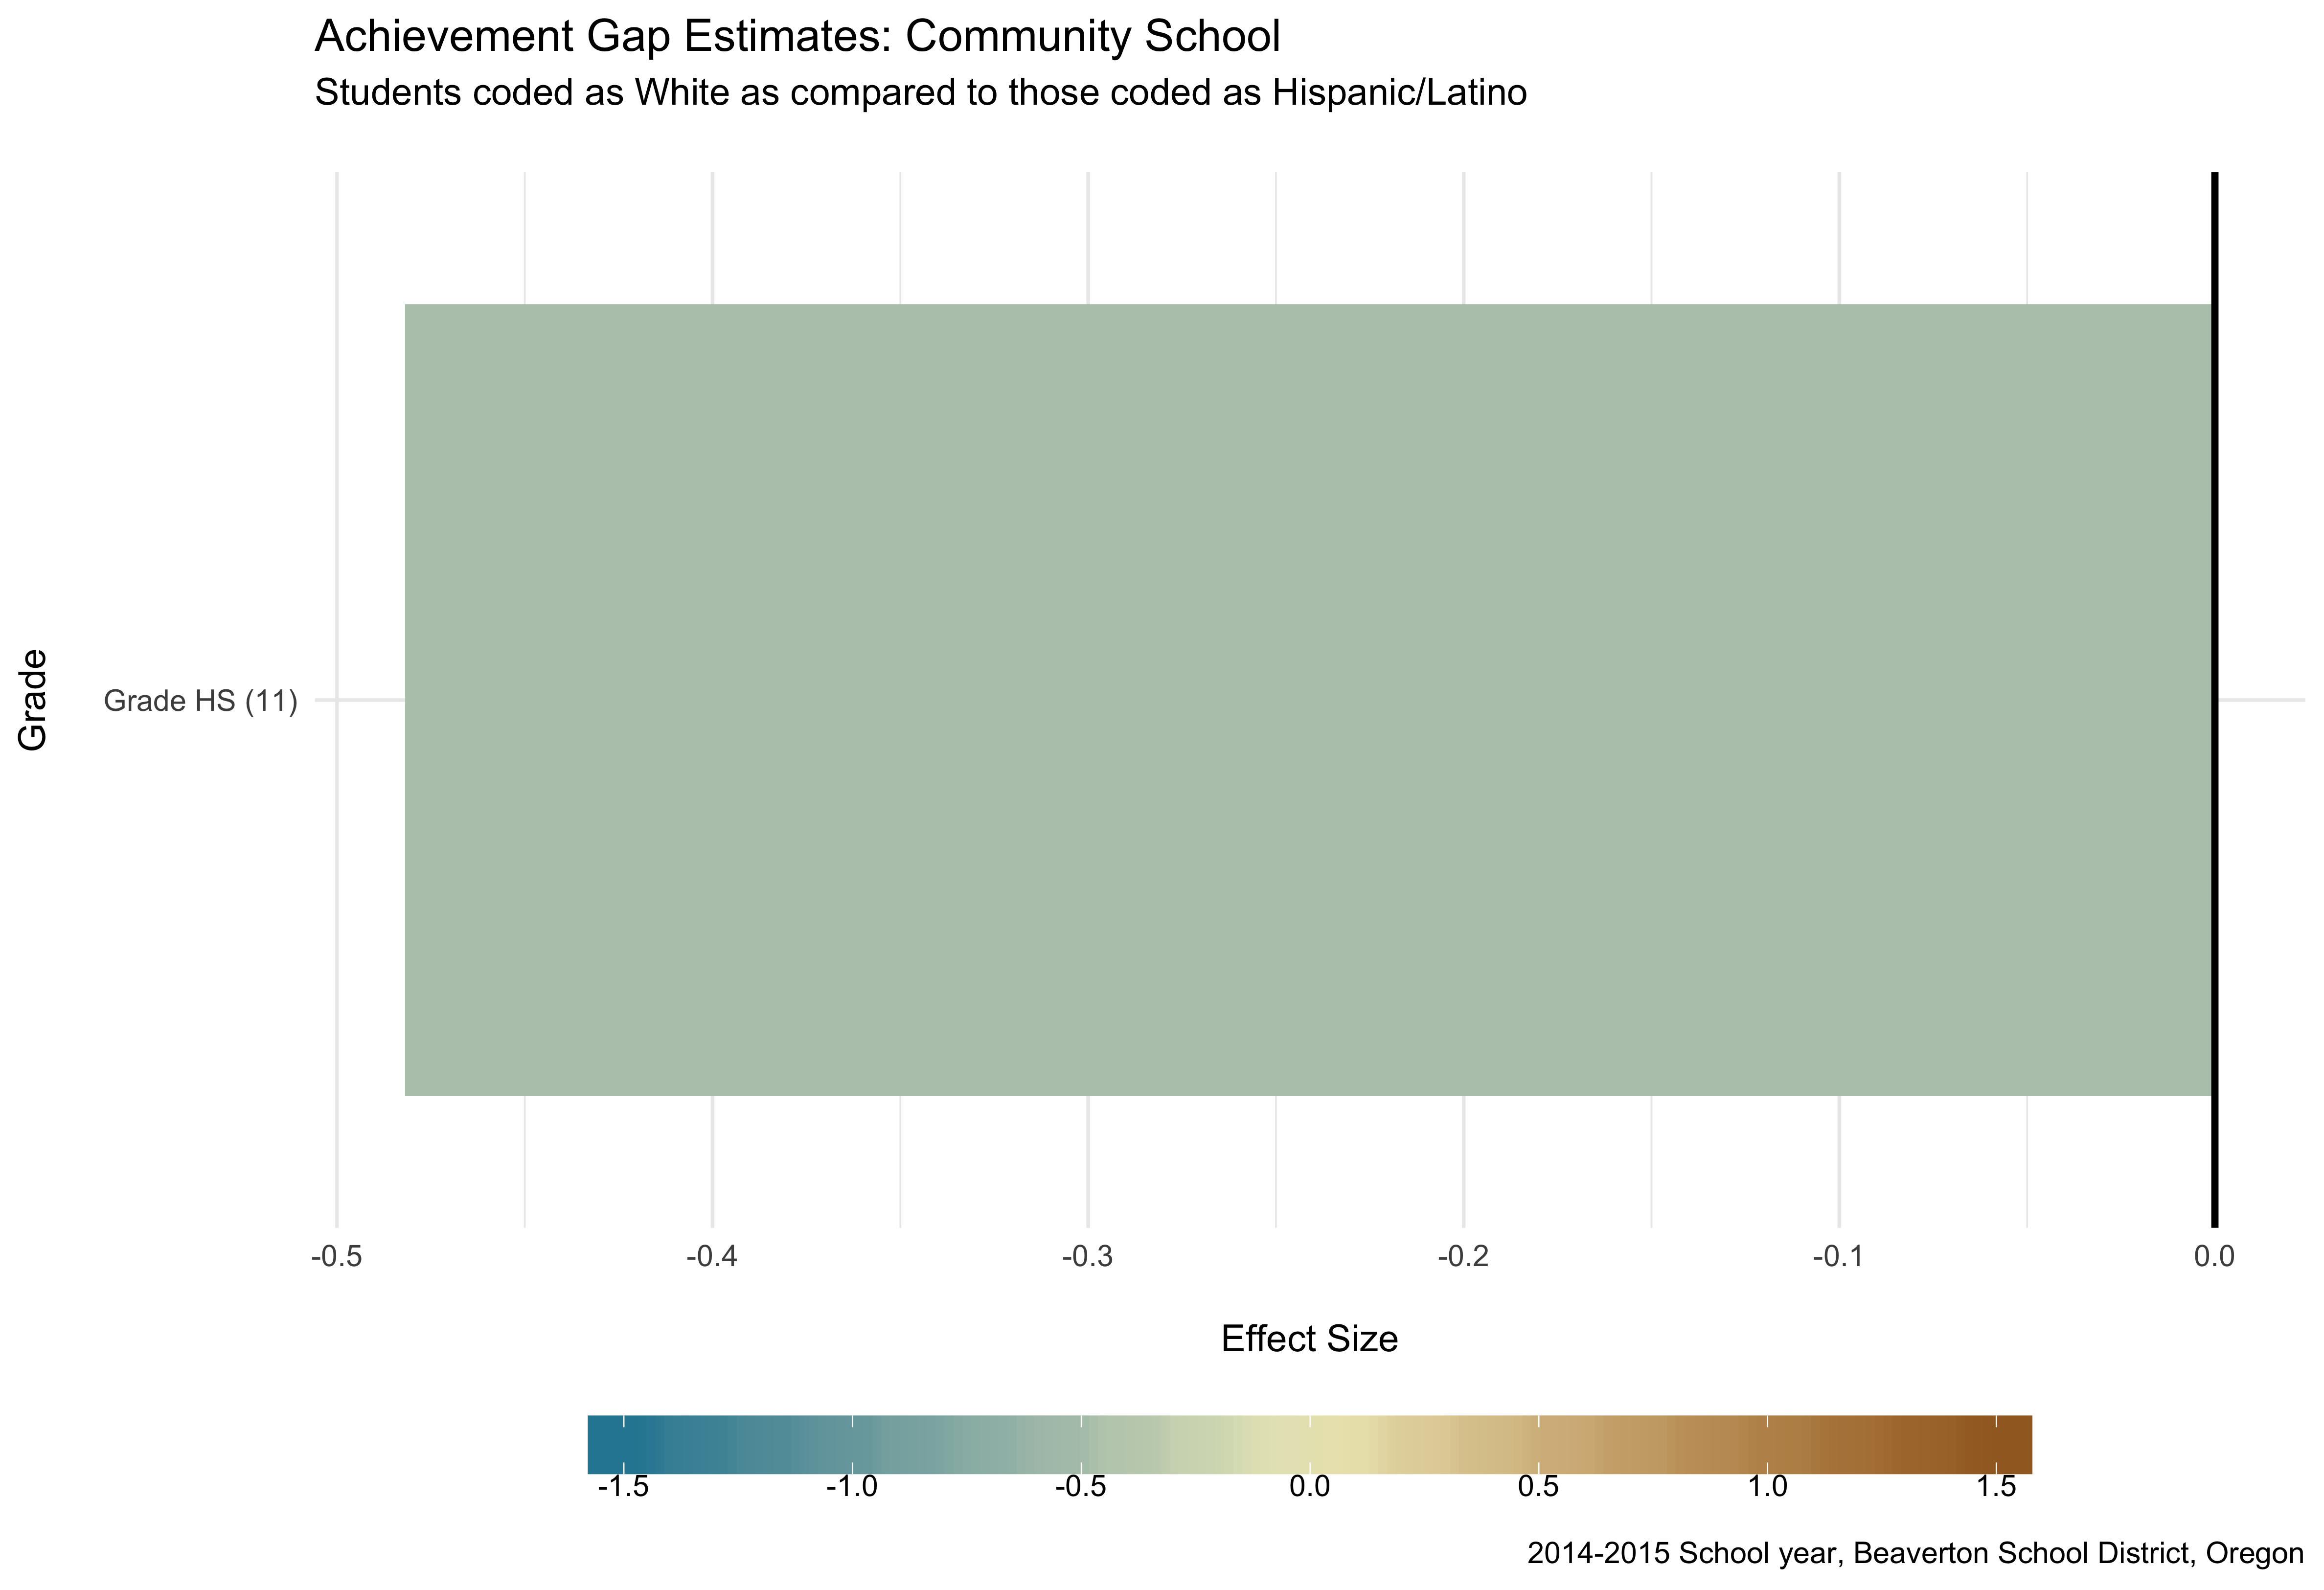 Achievement Gap Estimates: Community School
Students coded as White as compared to those coded as Hispanic/Latino
Grade
Grade HS (11)
-0.5
-0.4
-0.3
-0.2
-0.1
0.0
Effect Size
-1.5
-1.0
-0.5
0.0
0.5
1.0
1.5
2014-2015 School year, Beaverton School District, Oregon